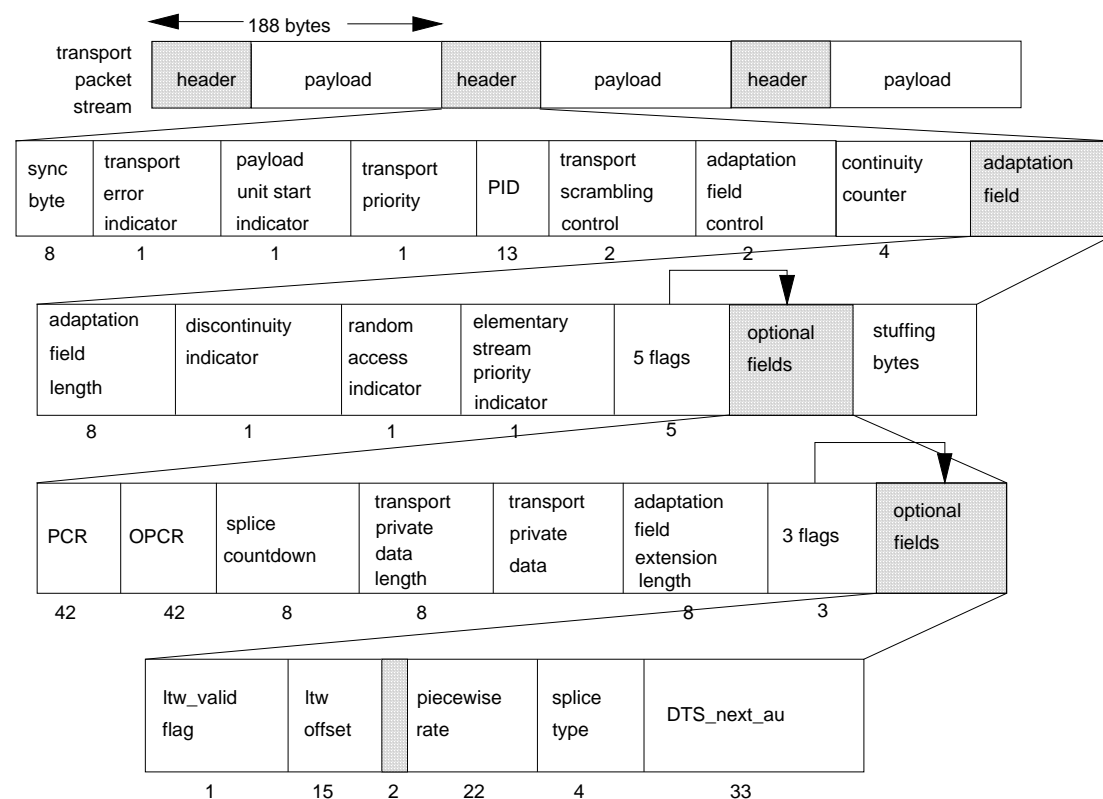 188 bytes
transport
packet
stream
header
payload
header
payload
header
payload
sync
byte
transport
error
indicator
payload
unit start
indicator
transport
priority
PID
transport
scrambling
control
adaptation
field
control
continuity
counter
adaptation
field
8
1
1
1
13
2
2
4
adaptation
field
length
discontinuity
indicator
random
access
indicator
elementary
stream
priority
indicator
5 flags
optional
fields
stuffing
bytes
8
1
1
1
5
PCR
OPCR
splice
countdown
transport
private
data
length
transport
private
data
adaptation
field
extension
length
3 flags
optional
fields
42
42
8
8
8
3
ltw_valid
flag
ltw
offset
piecewise
rate
splice
type
DTS_next_au
1
15
2
22
4
33